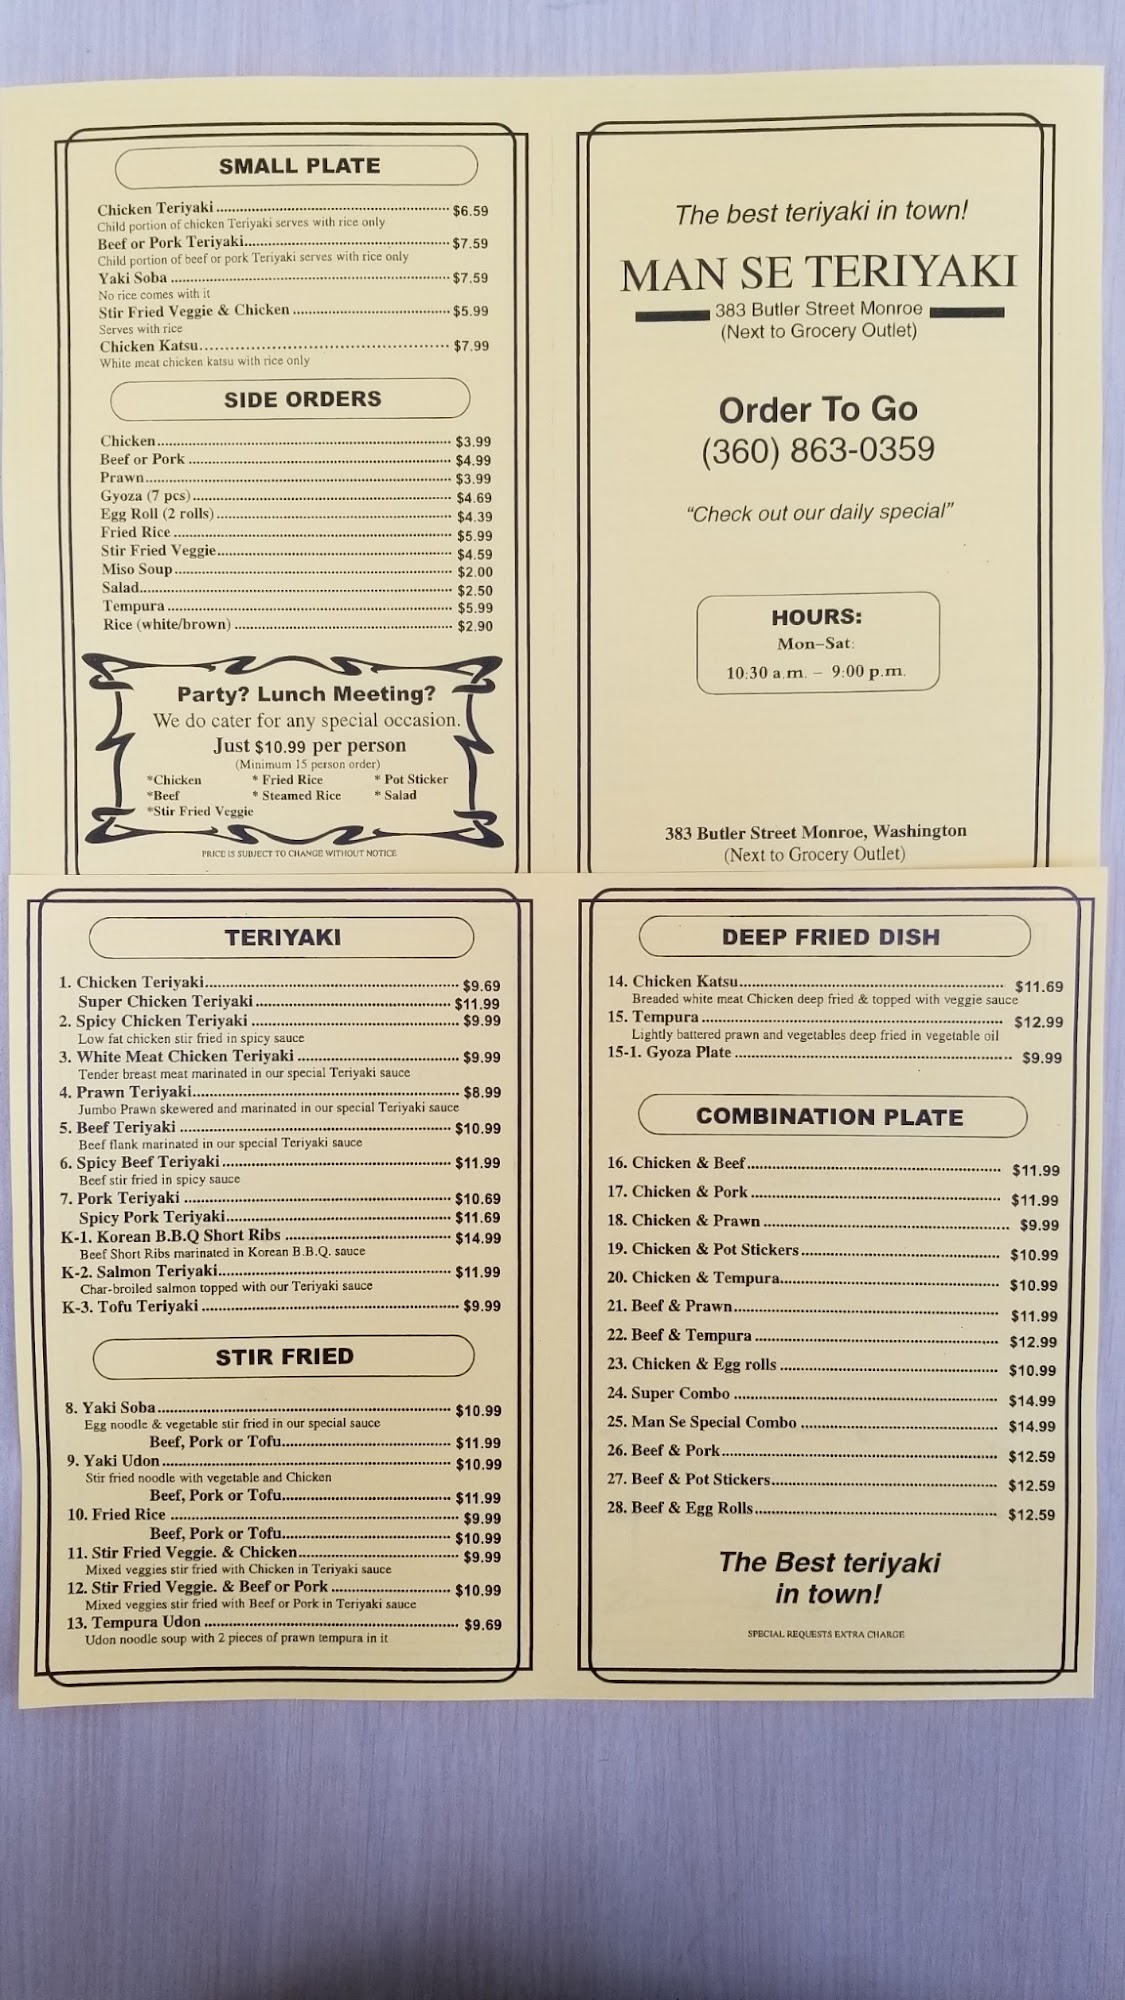 SMALL PLATE
Chicken Teriyaki $6.59
Child portion of chicken Teriyaki serves with rice only
Beef or Pork Teriyaki $7.59
Child portion of beef or pork Teriyaki serves with rice only
Yaki Soba $7.59
No rice comes with it
Stir Fried Veggie & Chicken $5.99
Serves with rice
Chicken Katsu $7.99
White meat chicken katsu with rice only
SIDE ORDERS
Chicken $3.99
Beef or Pork $4.99
Prawn $3.99
Gyoza (7 pcs) $4.69
Egg Roll (2 rolls) $4.39
Fried Rice $5.99
Stir Fried Veggie $4.59
Miso Soup $2.00
Salad $2.50
Tempura $5.99
Rice (white/brown) $2.90
Party? Lunch Meeting?
We do cater for any special occasion.
Just $10.99 per person
(Minimum 15 person order)
*Chicken * Fried Rice * Pot Sticker
*Beef * Steamed Rice * Salad
*Stir Fried Veggie
PRICE IS SUBJECT TO CHANGE WITHOUT NOTICE
The best teriyaki in town!
MAN SE TERIYAKI
383 Butler Street Monroe
(Next to Grocery Outlet)
Order To Go
(360) 863-0359
“Check out our daily special”
HOURS:
Mon–Sat:
10:30 a.m. – 9:00 p.m.
383 Butler Street Monroe, Washington
(Next to Grocery Outlet)
TERIYAKI
1. Chicken Teriyaki $9.69
Super Chicken Teriyaki $11.99
2. Spicy Chicken Teriyaki $9.99
Low fat chicken stir fried in spicy sauce
3. White Meat Chicken Teriyaki $9.99
Tender breast meat marinated in our special Teriyaki sauce
4. Prawn Teriyaki $8.99
Jumbo Prawn skewered and marinated in our special Teriyaki sauce
5. Beef Teriyaki $10.99
Beef flank marinated in our special Teriyaki sauce
6. Spicy Beef Teriyaki $11.99
Beef stir fried in spicy sauce
7. Pork Teriyaki $10.69
Spicy Pork Teriyaki $11.69
K-1. Korean B.B.Q Short Ribs $14.99
Beef Short Ribs marinated in Korean B.B.Q. sauce
K-2. Salmon Teriyaki $11.99
Char-broiled salmon topped with our Teriyaki sauce
K-3. Tofu Teriyaki $9.99
STIR FRIED
8. Yaki Soba $10.99
Egg noodle & vegetable stir fried in our special sauce
Beef, Pork or Tofu $11.99
9. Yaki Udon $10.99
Stir fried noodle with vegetable and Chicken
Beef, Pork or Tofu $11.99
10. Fried Rice $9.99
Beef, Pork or Tofu $10.99
11. Stir Fried Veggie. & Chicken $9.99
Mixed veggies stir fried with Chicken in Teriyaki sauce
12. Stir Fried Veggie. & Beef or Pork $10.99
Mixed veggies stir fried with Beef or Pork in Teriyaki sauce
13. Tempura Udon $9.69
Udon noodle soup with 2 pieces of prawn tempura in it
DEEP FRIED DISH
14. Chicken Katsu $11.69
Breaded white meat Chicken deep fried & topped with veggie sauce
15. Tempura $12.99
Lightly battered prawn and vegetables deep fried in vegetable oil
15-1. Gyoza Plate $9.99
COMBINATION PLATE
16. Chicken & Beef $11.99
17. Chicken & Pork $11.99
18. Chicken & Prawn $9.99
19. Chicken & Pot Stickers $10.99
20. Chicken & Tempura $10.99
21. Beef & Prawn $11.99
22. Beef & Tempura $12.99
23. Chicken & Egg rolls $10.99
24. Super Combo $14.99
25. Man Se Special Combo $14.99
26. Beef & Pork $12.59
27. Beef & Pot Stickers $12.59
28. Beef & Egg Rolls $12.59
The Best teriyaki
in town!
SPECIAL REQUESTS EXTRA CHARGE